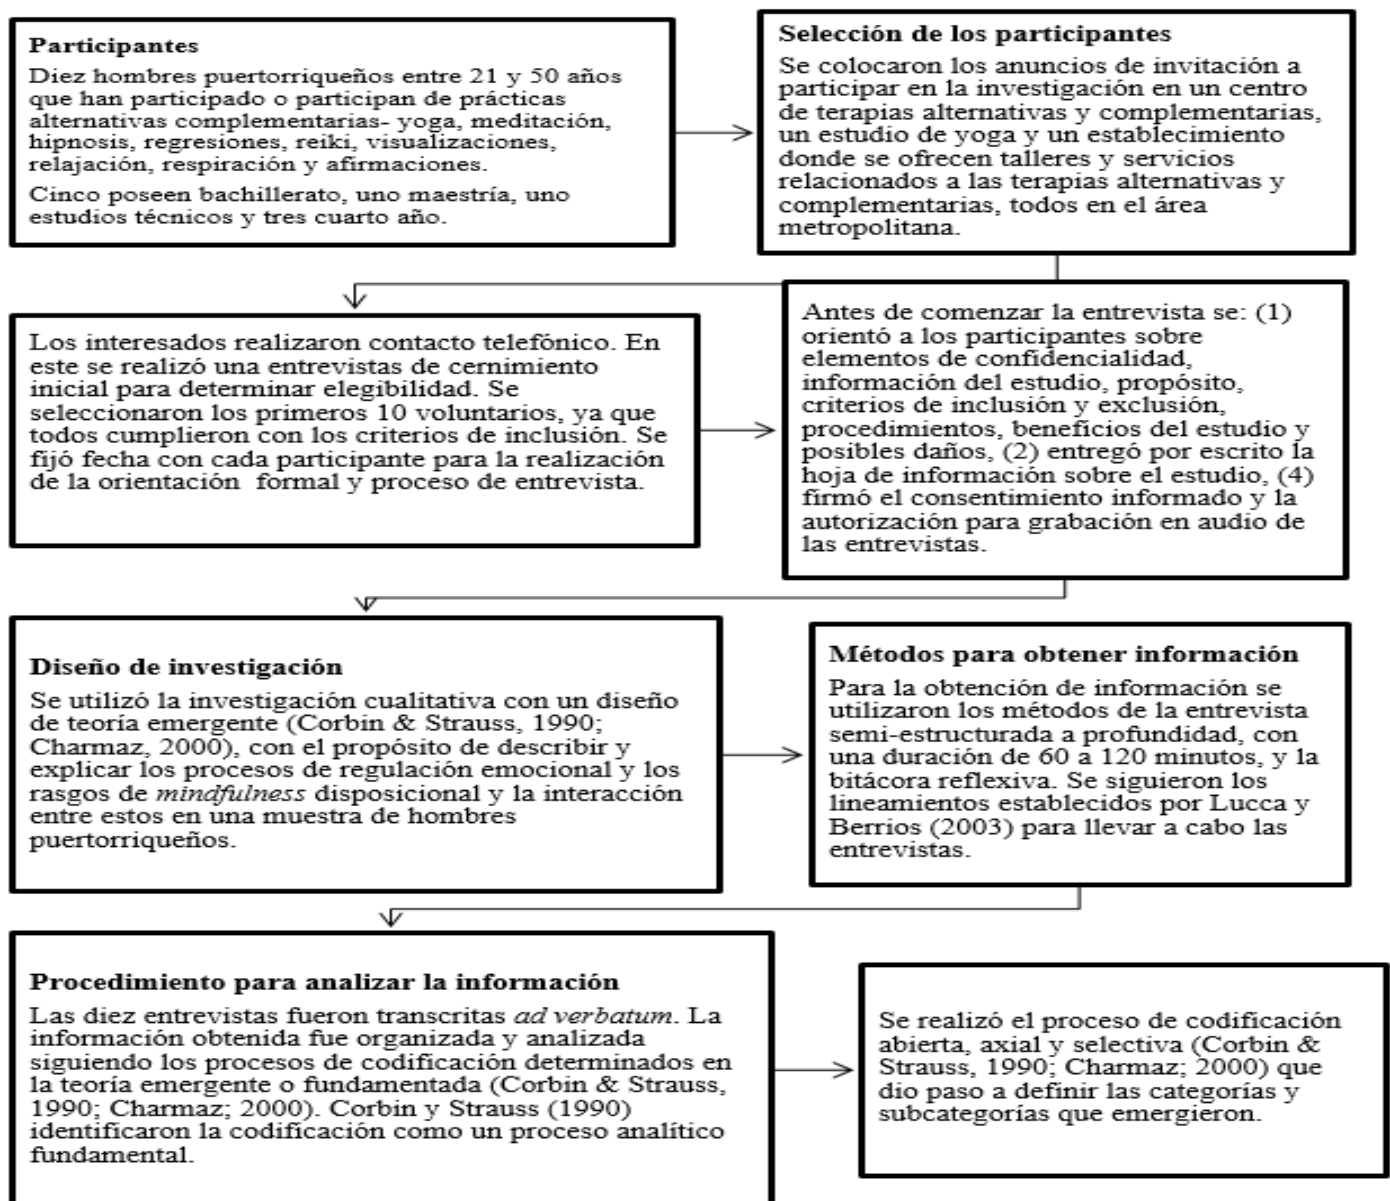 Participantes
Diez hombres puertorriqueños entre 21 y 50 años
que han participado o participan de prácticas
alternativas complementarias- yoga, meditación,
hipnosis, regresiones, reiki, visualizaciones,
relajación, respiración y afirmaciones.
Cinco poseen bachillerato, uno maestría, uno
estudios técnicos y tres cuarto año.
Selección de los participantes
Se colocaron los anuncios de invitación a
participar en la investigación en un centro
de terapias alternativas y complementarias,
un estudio de yoga y un establecimiento
donde se ofrecen talleres y servicios
relacionados a las terapias alternativas y
complementarias, todos en el área
metropolitana.
Los interesados realizaron contacto telefónico. En
este se realizó una entrevistas de cernimiento
inicial para determinar elegibilidad. Se
seleccionaron los primeros 10 voluntarios, ya que
todos cumplieron con los criterios de inclusión. Se
fijó fecha con cada participante para la realización
de la orientación formal y proceso de entrevista.
Antes de comenzar la entrevista se: (1)
orientó a los participantes sobre
elementos de confidencialidad,
información del estudio, propósito,
criterios de inclusión y exclusión,
procedimientos, beneficios del estudio y
posibles daños, (2) entregó por escrito la
hoja de información sobre el estudio, (4)
firmó el consentimiento informado y la
autorización para grabación en audio de
las entrevistas.
Diseño de investigación
Se utilizó la investigación cualitativa con un diseño
de teoría emergente (Corbin & Strauss, 1990;
Charmaz, 2000), con el propósito de describir y
explicar los procesos de regulación emocional y los
rasgos de mindfulness disposicional y la interacción
entre estos en una muestra de hombres
puertorriqueños.
Métodos para obtener información
Para la obtención de información se
utilizaron los métodos de la entrevista
semi-estructurada a profundidad, con
una duración de 60 a 120 minutos, y la
bitácora reflexiva. Se siguieron los
lineamientos establecidos por Lucca y
Berrios (2003) para llevar a cabo las
entrevistas.
Procedimiento para analizar la información
Las diez entrevistas fueron transcritas ad verbatum. La
información obtenida fue organizada y analizada
siguiendo los procesos de codificación determinados en
la teoría emergente o fundamentada (Corbin & Strauss,
1990; Charmaz; 2000). Corbin y Strauss (1990)
identificaron la codificación como un proceso analítico
fundamental.
Se realizó el proceso de codificación
abierta, axial y selectiva (Corbin &
Strauss, 1990; Charmaz; 2000) que
dio paso a definir las categorías y
subcategorías que emergieron.